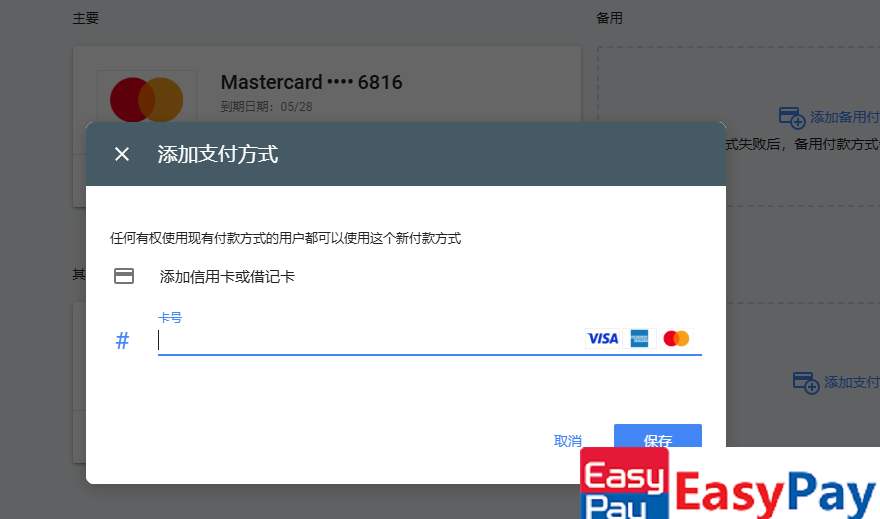 主要
备用
Mastercard •••• 6816
到期日期：05/28
添加备用付
式失败后，备用付款方式
添加支付方式
任何有权使用现有付款方式的用户都可以使用这个新付款方式
添加信用卡或借记卡
卡号
#
VISA
添加支付
取消
保存
Easy
Pay
EasyPay